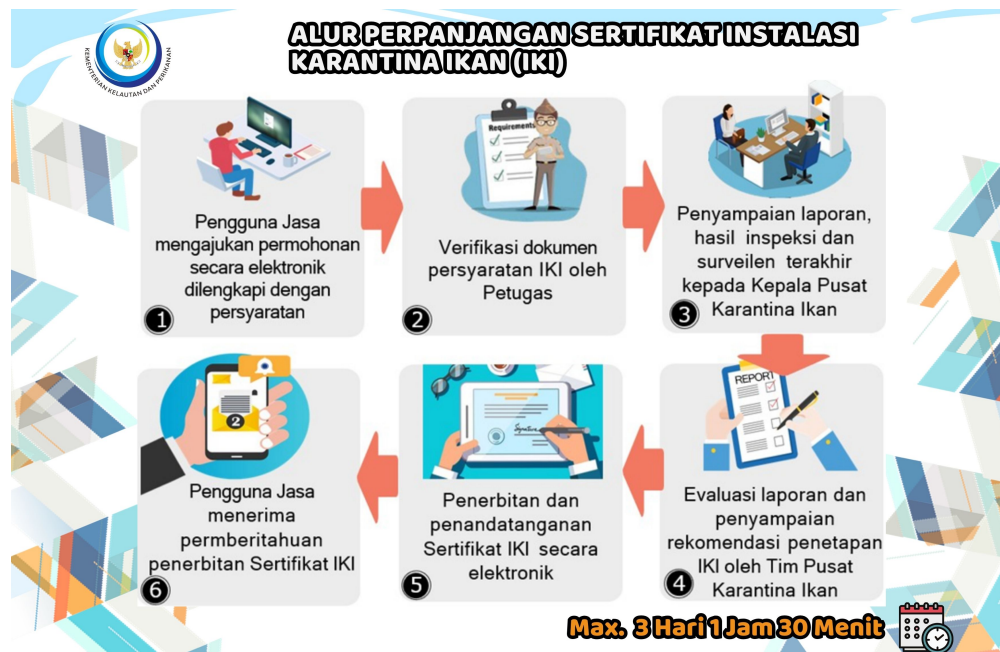 KEMENTERIAN KELAUTAN DAN PERIKANAN
ALUR PERPANJANGAN SERTIFIKAT INSTALASI
KARANTINA IKAN (IKI)
Pengguna Jasa
mengajukan permohonan
secara elektronik
dilengkapi dengan
persyaratan
1
Requirements
Verifikasi dokumen
persyaratan IKI oleh
Petugas
2
Penyampaian laporan,
hasil inspeksi dan
surveilen terakhir
kepada Kepala Pusat
Karantina Ikan
3
REPORT
Evaluasi laporan dan
penyampaian
rekomendasi penetapan
IKI oleh Tim Pusat
Karantina Ikan
4
Signature
Penerbitan dan
penandatanganan
Sertifikat IKI secara
elektronik
5
2
Pengguna Jasa
menerima
permberitahuan
penerbitan Sertifikat IKI
6
Max. 3 Hari 1 Jam 30 Menit